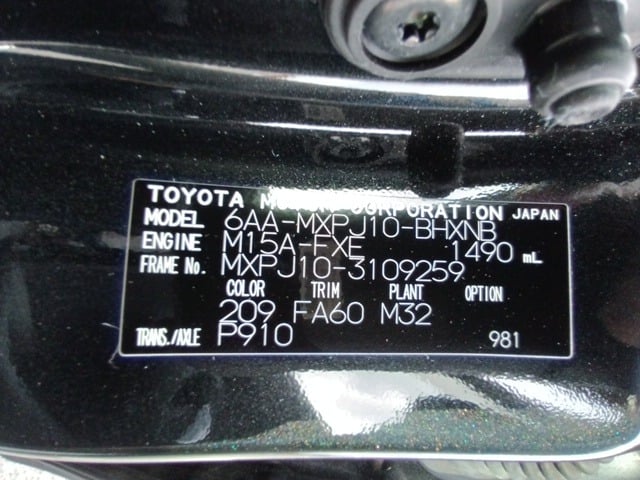 TOYOTA MOTOR CORPORATION JAPAN
MODEL 6AA-MXPJ10-BHXNB
ENGINE M15A-FXE 1490 mL
FRAME No. MXPJ10-3109259
COLOR TRIM PLANT OPTION
209 FA60 M32
TRANS./AXLE P910 981